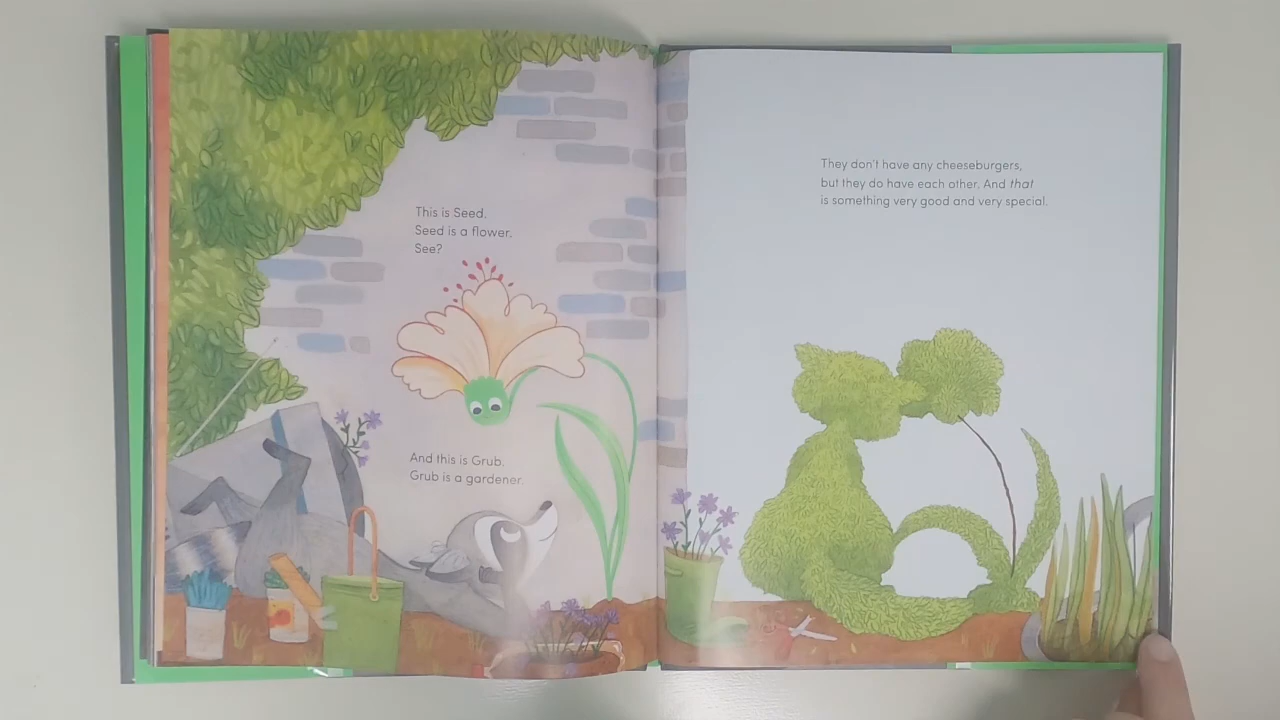 This is Seed.
Seed is a flower.
See?
And this is Grub.
Grub is a gardener.
They don't have any cheeseburgers,
but they do have each other. And that
is something very good and very special.